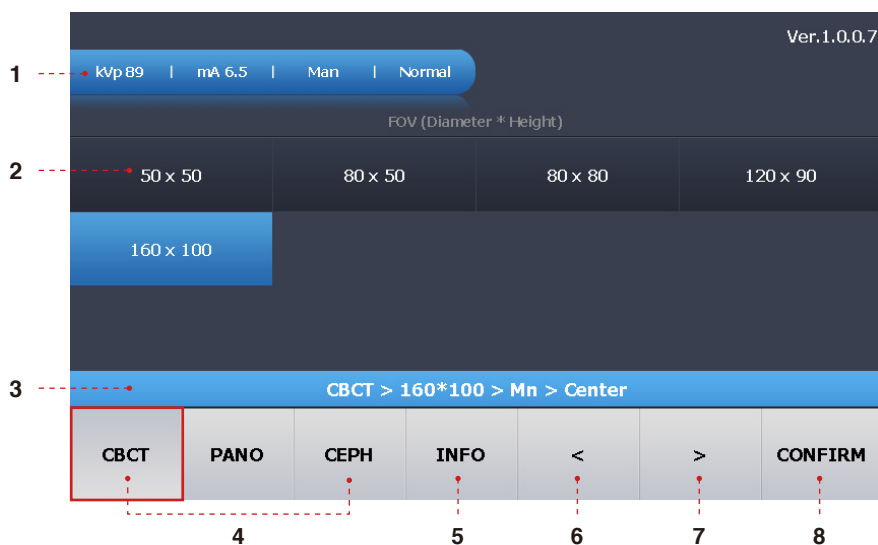 Ver.1.0.0.7
1 kVp 89 | mA 6.5 | Man | Normal
FOV (Diameter * Height)
2 50 x 50 80 x 50 80 x 80 120 x 90
160 x 100
3 CBCT > 160*100 > Mn > Center
CBCT PANO CEPH INFO < > CONFIRM
4 5 6 7 8